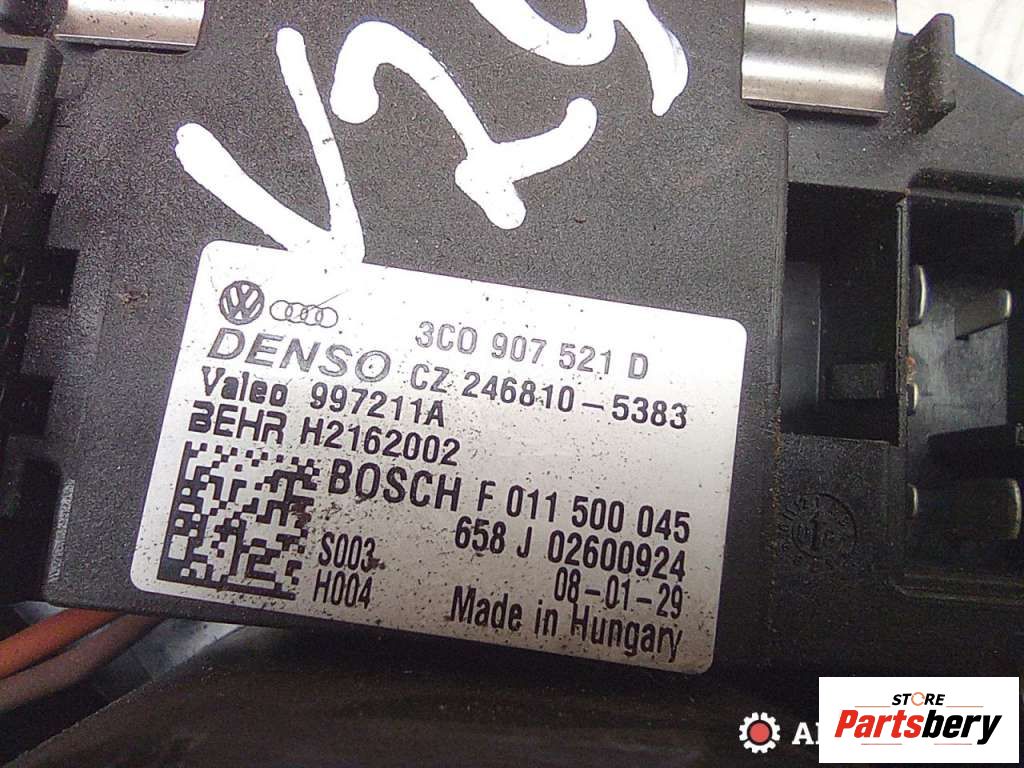 V29
3C0 907 521 D
DENSO CZ 246810-5383
Valeo 997211A
BEHR H2162002
BOSCH F 011 500 045
658 J 02600924
S003 08-01-29
H004 Made in Hungary
STORE
Partsbery